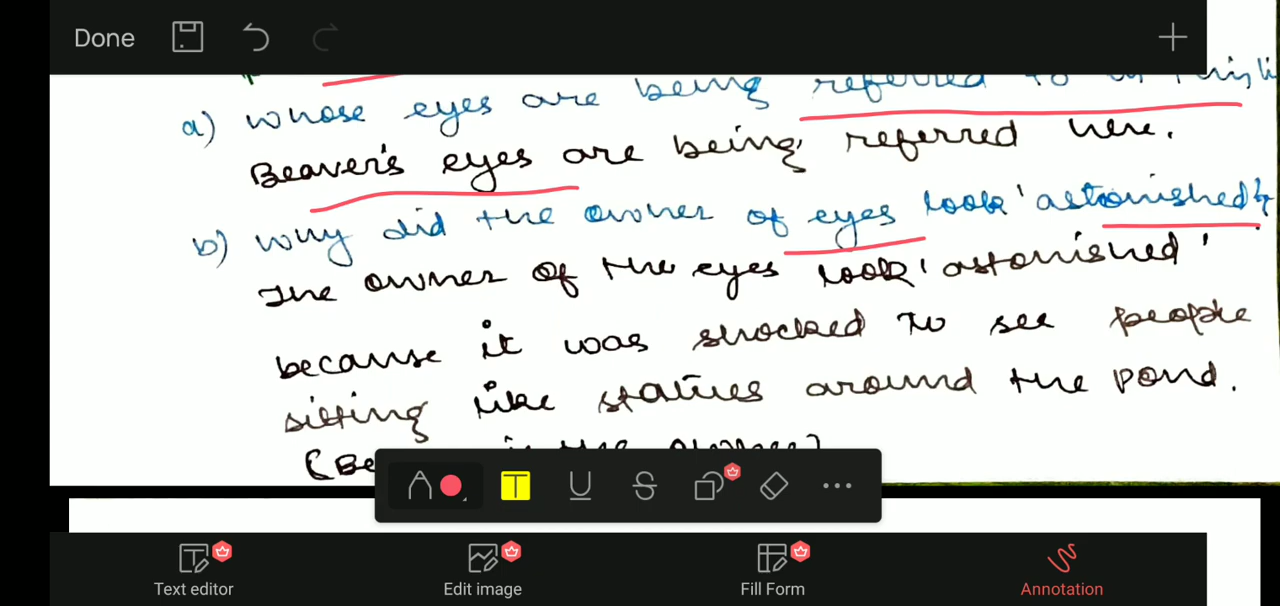 Done
a) whose eyes are being referred to in this li
Beaver's eyes are being referred here.
b) why did the owner of eyes look 'astonished'?
The owner of the eyes look 'astonished'
because it was shocked to see people
sitting like statues around the pond.
(Be
Text editor
Edit image
Fill Form
Annotation